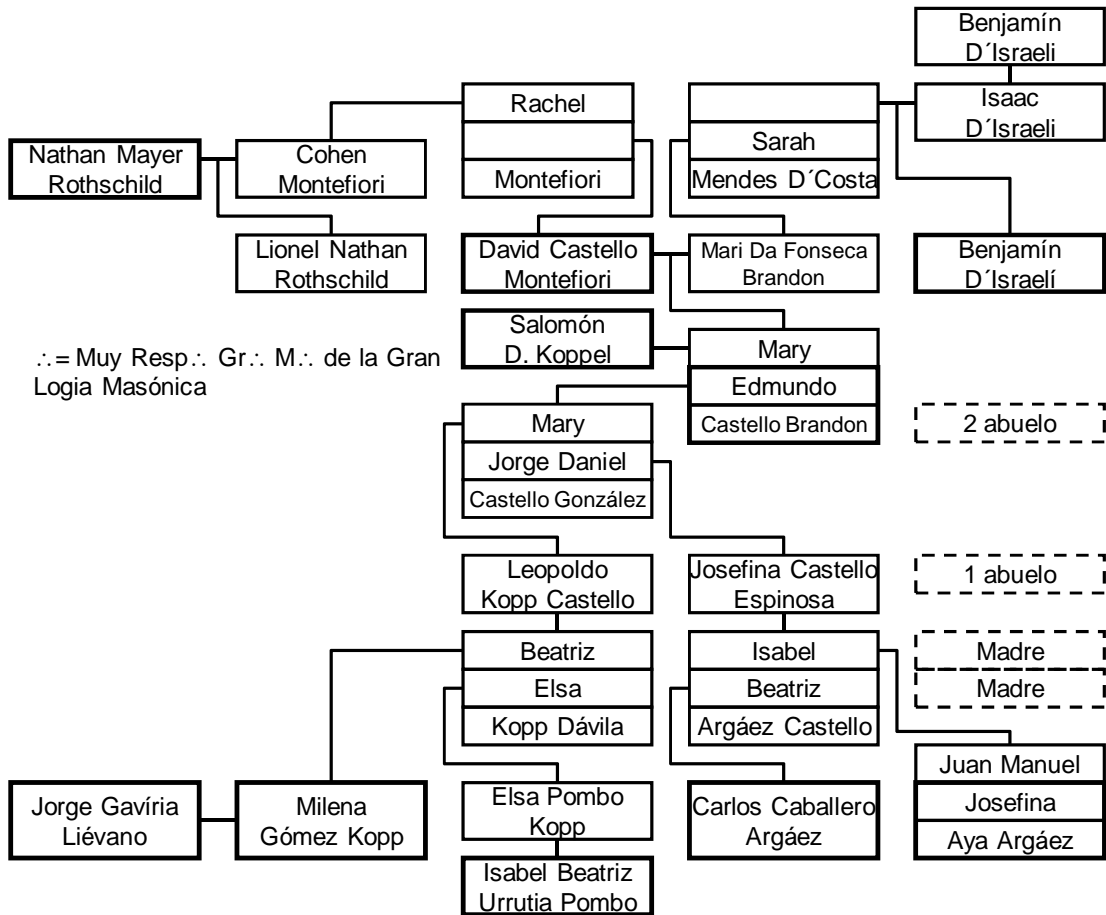 Benjamín
D´Israeli
Rachel
Isaac
D´Israeli
Nathan Mayer
Rothschild
Cohen
Montefiori
Montefiori
Sarah
Mendes D´Costa
Lionel Nathan
Rothschild
David Castello
Montefiori
Mari Da Fonseca
Brandon
Benjamín
D´Israelí
∴= Muy Resp∴ Gr∴ M∴ de la Gran
Logia Masónica
Salomón
D. Koppel
Mary
Edmundo
Castello Brandon
2 abuelo
Mary
Jorge Daniel
Castello González
Leopoldo
Kopp Castello
Josefina Castello
Espinosa
1 abuelo
Beatriz
Elsa
Kopp Dávila
Isabel
Beatriz
Argáez Castello
Madre
Madre
Jorge Gavíria
Liévano
Milena
Gómez Kopp
Elsa Pombo
Kopp
Isabel Beatriz
Urrutia Pombo
Carlos Caballero
Argáez
Juan Manuel
Josefina
Aya Argáez